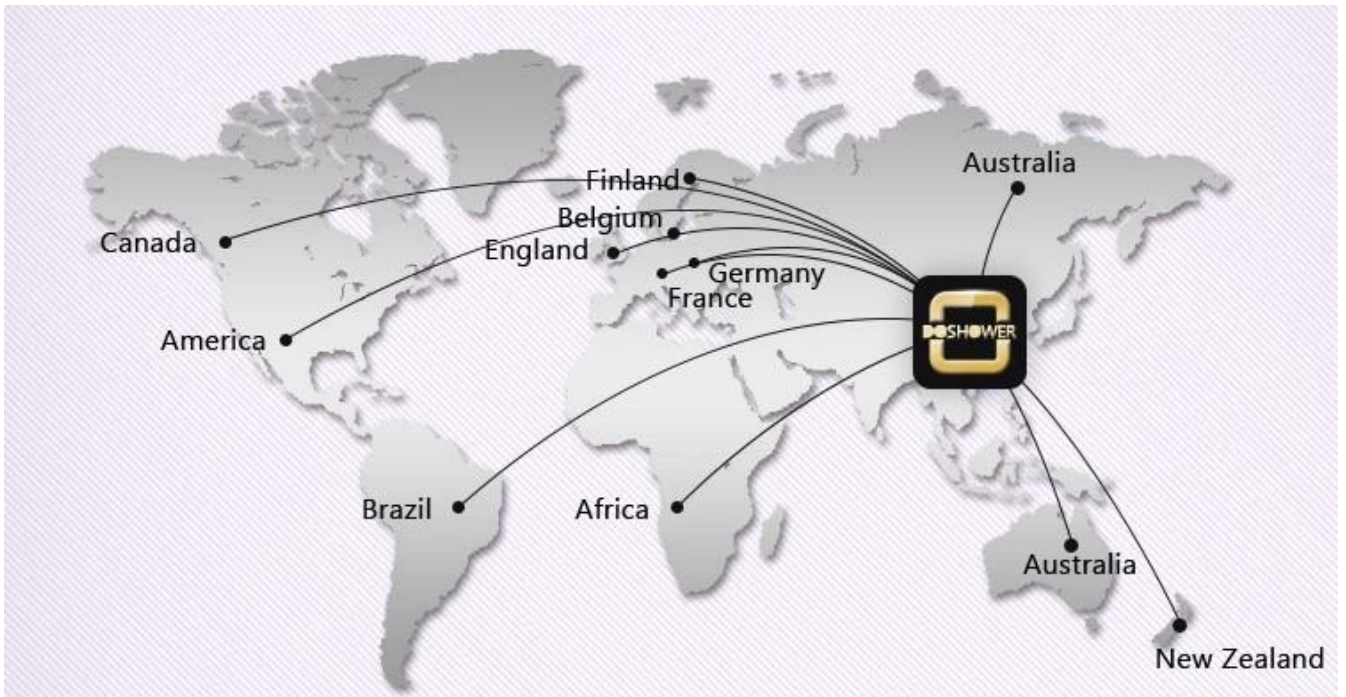 Australia
Finland
Belgium
Canada
England
Germany
France
DOSHOWER
America
Brazil
Africa
Australia
New Zealand